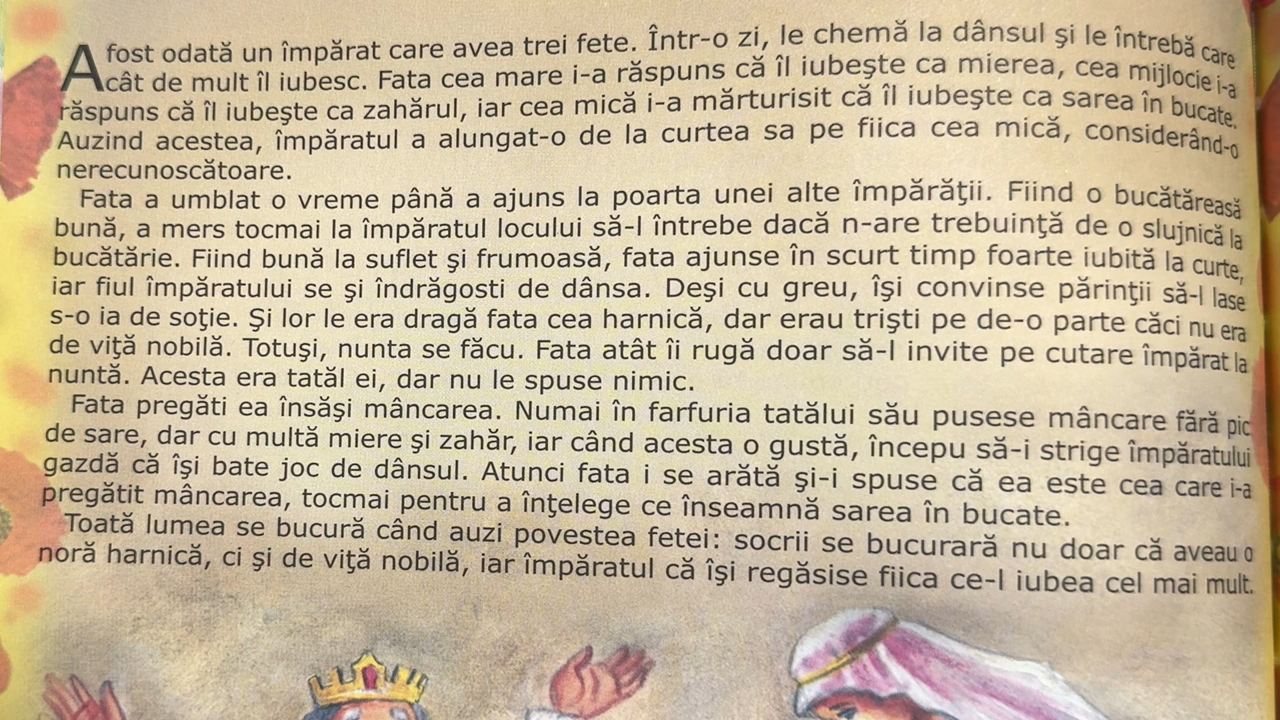 A fost odată un împărat care avea trei fete. Într-o zi, le chemă la dânsul şi le întrebă care
cât de mult îl iubesc. Fata cea mare i-a răspuns că îl iubeşte ca mierea, cea mijlocie i-a
răspuns că îl iubeşte ca zahărul, iar cea mică i-a mărturisit că îl iubeşte ca sarea în bucate.
Auzind acestea, împăratul a alungat-o de la curtea sa pe fiica cea mică, considerând-o
nerecunoscătoare.
Fata a umblat o vreme până a ajuns la poarta unei alte împărăţii. Fiind o bucătăreasă
bună, a mers tocmai la împăratul locului să-l întrebe dacă n-are trebuinţă de o slujnică la
bucătărie. Fiind bună la suflet şi frumoasă, fata ajunse în scurt timp foarte iubită la curte,
iar fiul împăratului se şi îndrăgosti de dânsa. Deşi cu greu, îşi convinse părinţii să-l lase
s-o ia de soţie. Şi lor le era dragă fata cea harnică, dar erau trişti pe de-o parte căci nu era
de viţă nobilă. Totuşi, nunta se făcu. Fata atât îi rugă doar să-l invite pe cutare împărat la
nuntă. Acesta era tatăl ei, dar nu le spuse nimic.
Fata pregăti ea însăşi mâncarea. Numai în farfuria tatălui său pusese mâncare fără pic
de sare, dar cu multă miere şi zahăr, iar când acesta o gustă, începu să-i strige împăratului
gazdă că îşi bate joc de dânsul. Atunci fata i se arătă şi-i spuse că ea este cea care i-a
pregătit mâncarea, tocmai pentru a înţelege ce înseamnă sarea în bucate.
Toată lumea se bucură când auzi povestea fetei: socrii se bucurară nu doar că aveau o
noră harnică, ci şi de viţă nobilă, iar împăratul că îşi regăsise fiica ce-l iubea cel mai mult.